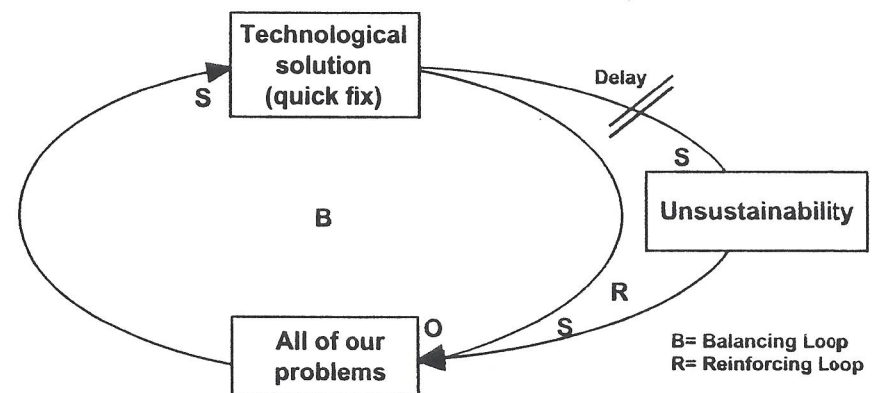 Technological
solution
(quick fix)
Delay
S
S
Unsustainability
B
R
O
S
All of our
problems
B= Balancing Loop
R= Reinforcing Loop